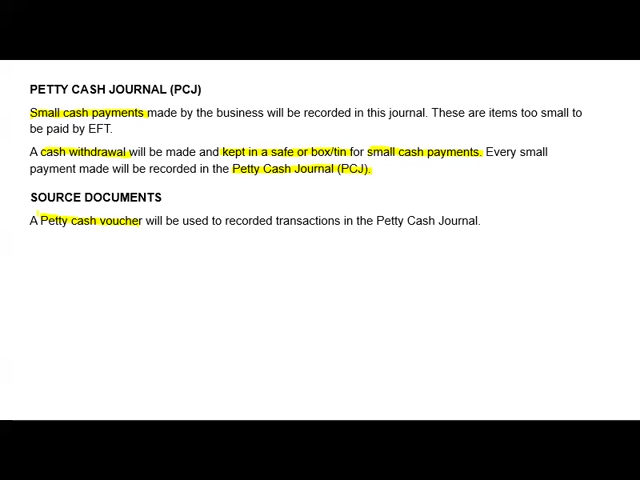 PETTY CASH JOURNAL (PCJ)
Small cash payments made by the business will be recorded in this journal. These are items too small to
be paid by EFT.
A cash withdrawal will be made and kept in a safe or box/tin for small cash payments. Every small
payment made will be recorded in the Petty Cash Journal (PCJ).
SOURCE DOCUMENTS
A Petty cash voucher will be used to recorded transactions in the Petty Cash Journal.